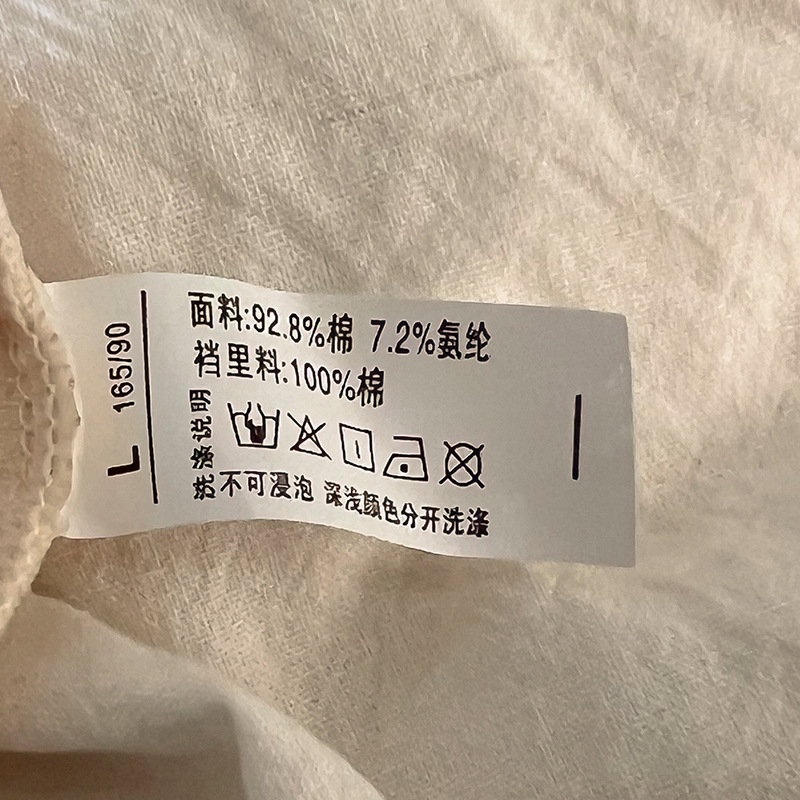 L 165/90
面料:92.8%棉 7.2%氨纶
裆里料:100%棉
洗涤说明
不可浸泡 深浅颜色分开洗涤